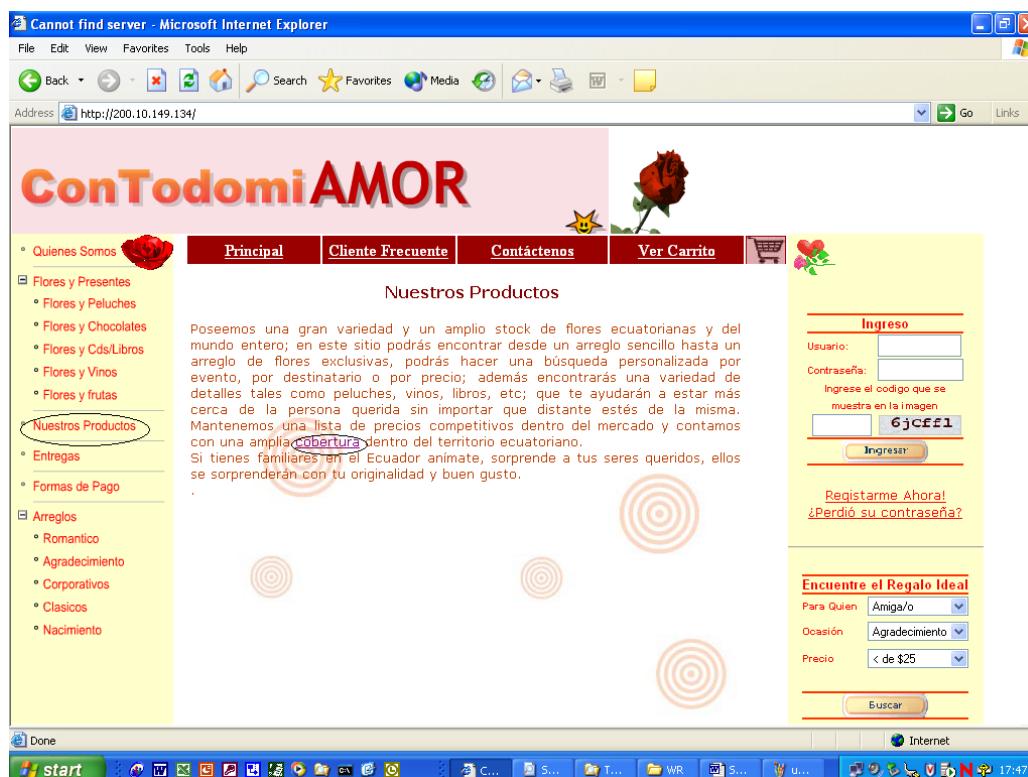 Cannot find server - Microsoft Internet Explorer
File Edit View Favorites Tools Help
Back Search Favorites Media
Address http://200.10.149.134/ Go Links
ConTodomiAMOR
Quienes Somos
Flores y Presentes
Flores y Peluches
Flores y Chocolates
Flores y Cds/Libros
Flores y Vinos
Flores y frutas
Nuestros Productos
Entregas
Formas de Pago
Arreglos
Romantico
Agradecimiento
Corporativos
Clasicos
Nacimiento
Principal Cliente Frecuente Contáctenos Ver Carrito
Nuestros Productos
Poseemos una gran variedad y un amplio stock de flores ecuatorianas y del
mundo entero; en este sitio podrás encontrar desde un arreglo sencillo hasta un
arreglo de flores exclusivas, podrás hacer una búsqueda personalizada por
evento, por destinatario o por precio; además encontrarás una variedad de
detalles tales como peluches, vinos, libros, etc; que te ayudarán a estar más
cerca de la persona querida sin importar que distante estés de la misma.
Mantenemos una lista de precios competitivos dentro del mercado y contamos
con una amplia cobertura dentro del territorio ecuatoriano.
Si tienes familiares en el Ecuador anímate, sorprende a tus seres queridos, ellos
se sorprenderán con tu originalidad y buen gusto.
.
Ingreso
Usuario:
Contraseña:
Ingrese el codigo que se
muestra en la imagen
6jCff1
Ingresar
Registarme Ahora!
¿Perdió su contraseña?
Encuentre el Regalo Ideal
Para Quien Amiga/o
Ocasión Agradecimiento
Precio < de $25
Buscar
Done Internet
start C... S... T... WR S... u... 17:47